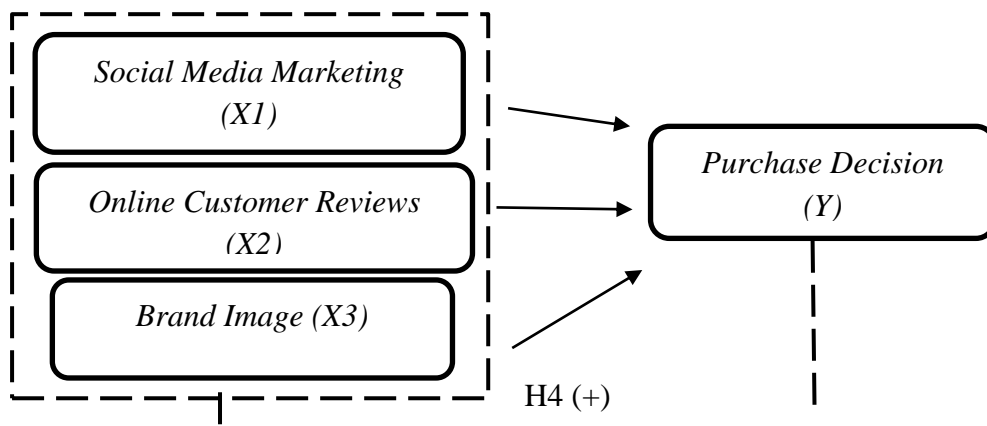 Social Media Marketing
(X1)
Online Customer Reviews
(X2)
Brand Image (X3)
Purchase Decision
(Y)
H4 (+)